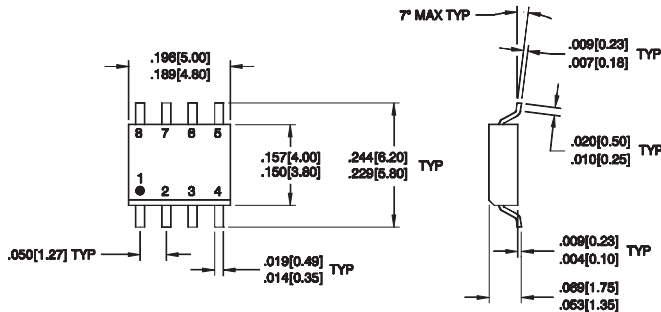 7° MAX TYP
.009[0.23]
.007[0.18] TYP
.196[5.00]
.189[4.80]
8 7 6 5
.157[4.00]
.150[3.80]
.244[6.20]
.229[5.80] TYP
.020[0.50]
.010[0.25] TYP
1
2 3 4
.050[1.27] TYP
.019[0.49]
.014[0.35] TYP
.009[0.23]
.004[0.10] TYP
.069[1.75]
.053[1.35]